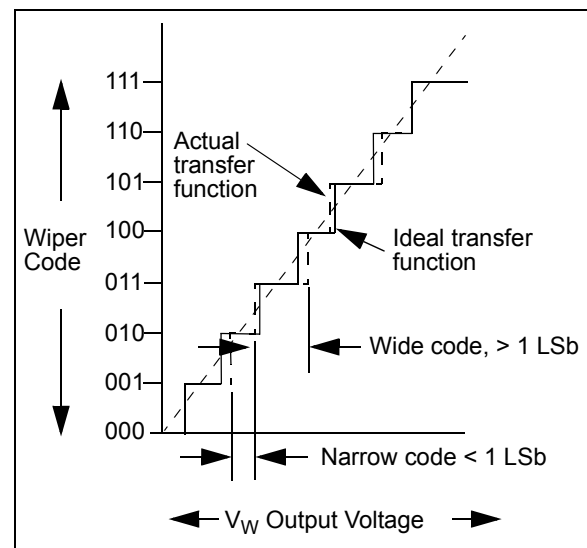 111
110
Actual
transfer
function
101
100
Wiper
Code
Ideal transfer
function
011
010
Wide code, > 1 LSb
001
000
Narrow code < 1 LSb
VW Output Voltage